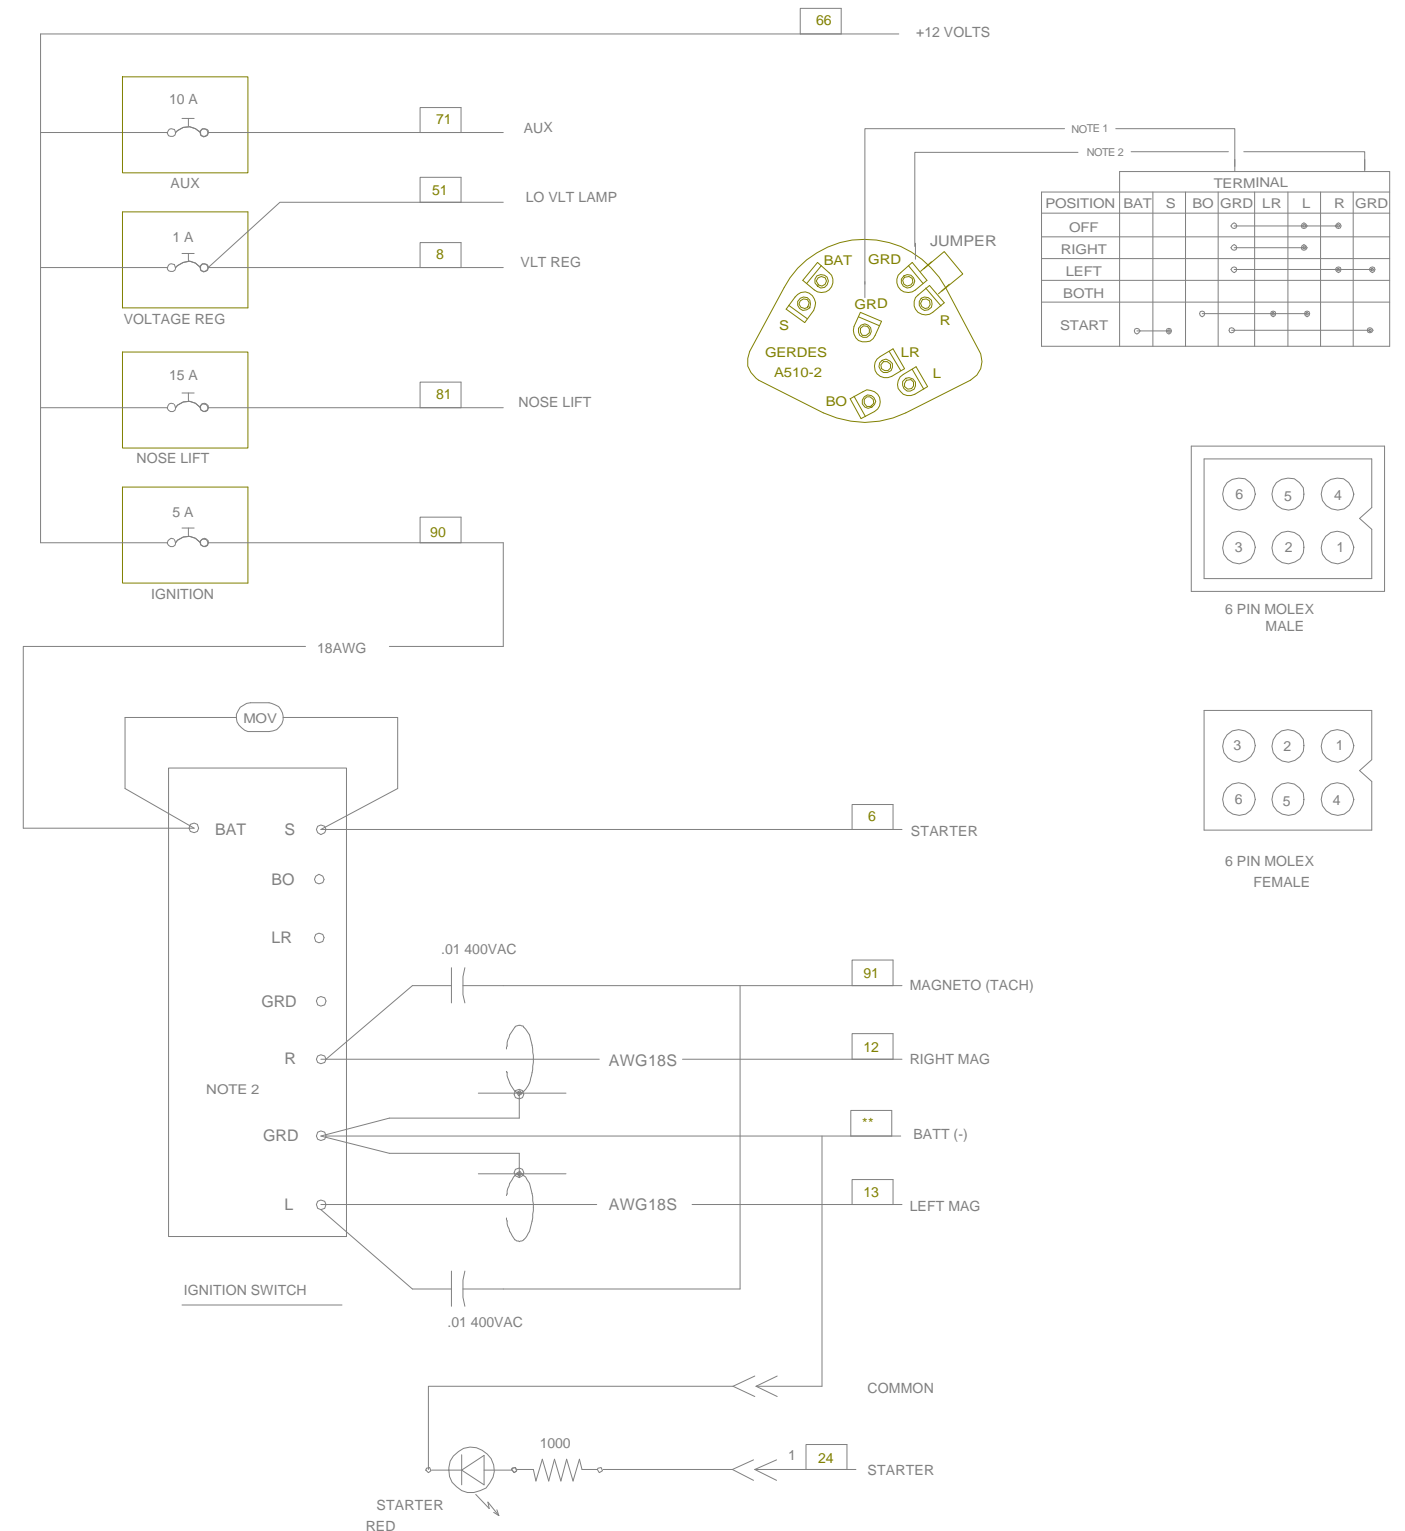 66
+12 VOLTS
10 A
71
AUX
AUX
NOTE 1
NOTE 2
TERMINAL
POSITION BAT S BO GRD LR L R GRD
OFF
RIGHT
LEFT
BOTH
START
51
LO VLT LAMP
1 A
8
VLT REG
VOLTAGE REG
JUMPER
BAT GRD
S
GRD
R
GERDES
A510-2
LR
L
BO
15 A
81
NOSE LIFT
NOSE LIFT
5 A
90
IGNITION
6 5 4
3 2 1
6 PIN MOLEX
MALE
18AWG
MOV
3 2 1
6 5 4
6 PIN MOLEX
FEMALE
BAT S
6
STARTER
BO
LR
.01 400VAC
91
MAGNETO (TACH)
GRD
R
AWG18S
12
RIGHT MAG
NOTE 2
GRD
**
BATT (-)
L
AWG18S
13
LEFT MAG
IGNITION SWITCH
.01 400VAC
COMMON
1000
1 24
STARTER
STARTER
RED